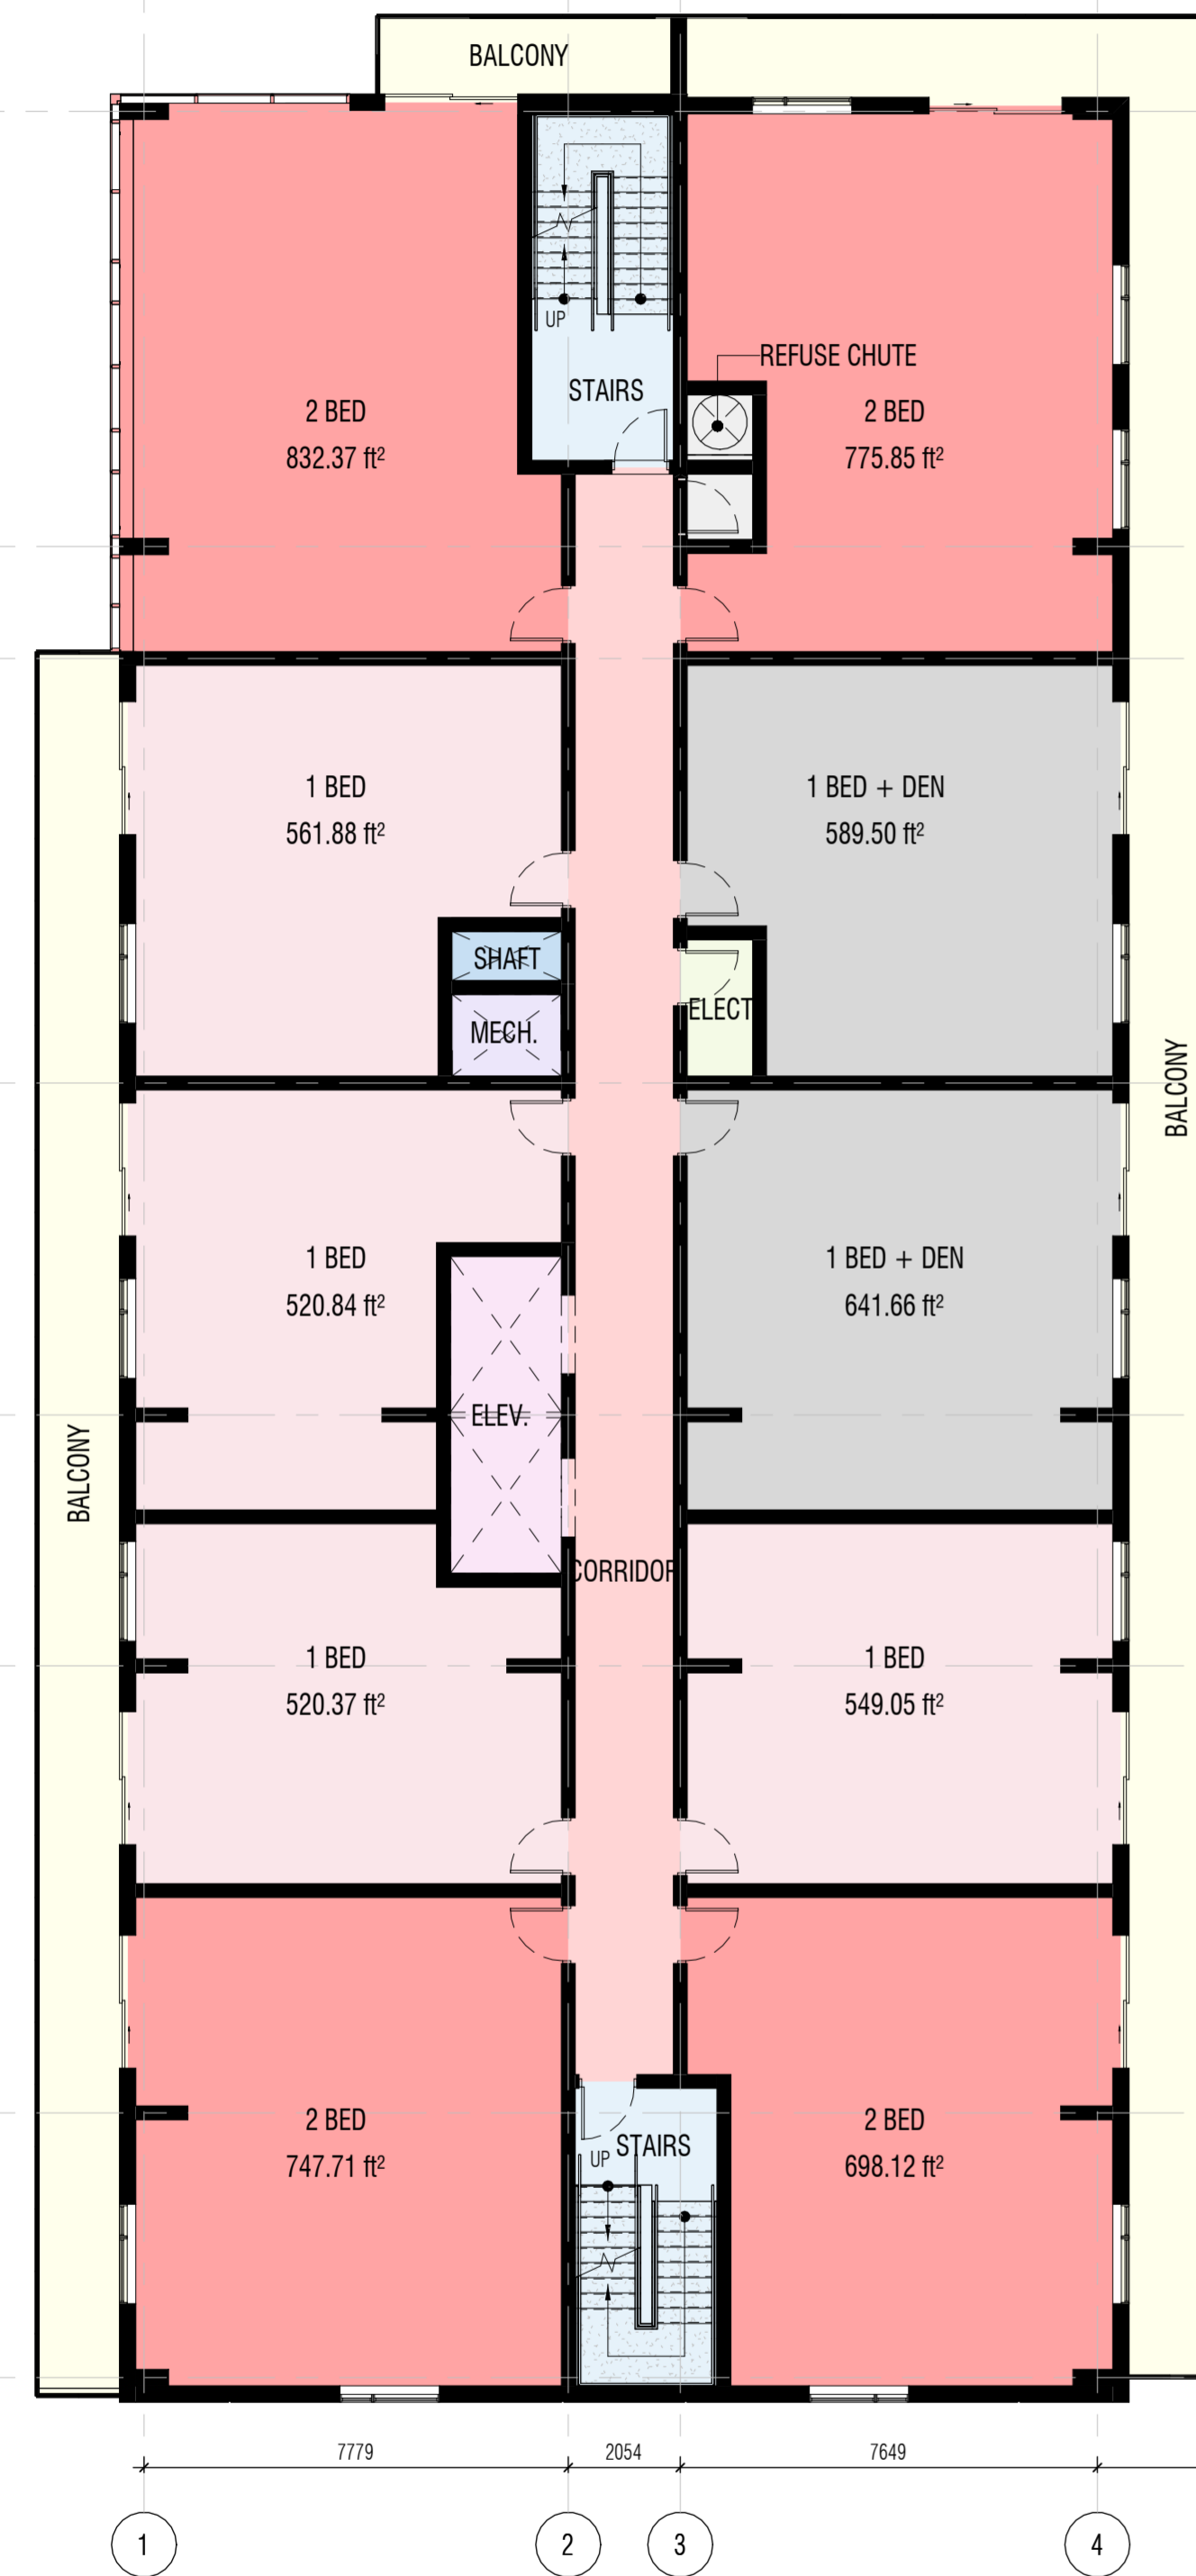 BALCONY
UP
STAIRS
REFUSE CHUTE
2 BED
832.37 ft²
2 BED
775.85 ft²
1 BED
561.88 ft²
1 BED + DEN
589.50 ft²
SHAFT
MECH.
ELECT
BALCONY
1 BED
520.84 ft²
1 BED + DEN
641.66 ft²
ELEV.
BALCONY
CORRIDOR
1 BED
520.37 ft²
1 BED
549.05 ft²
2 BED
747.71 ft²
2 BED
698.12 ft²
STAIRS
UP
7779
2054
7649
1
2
3
4